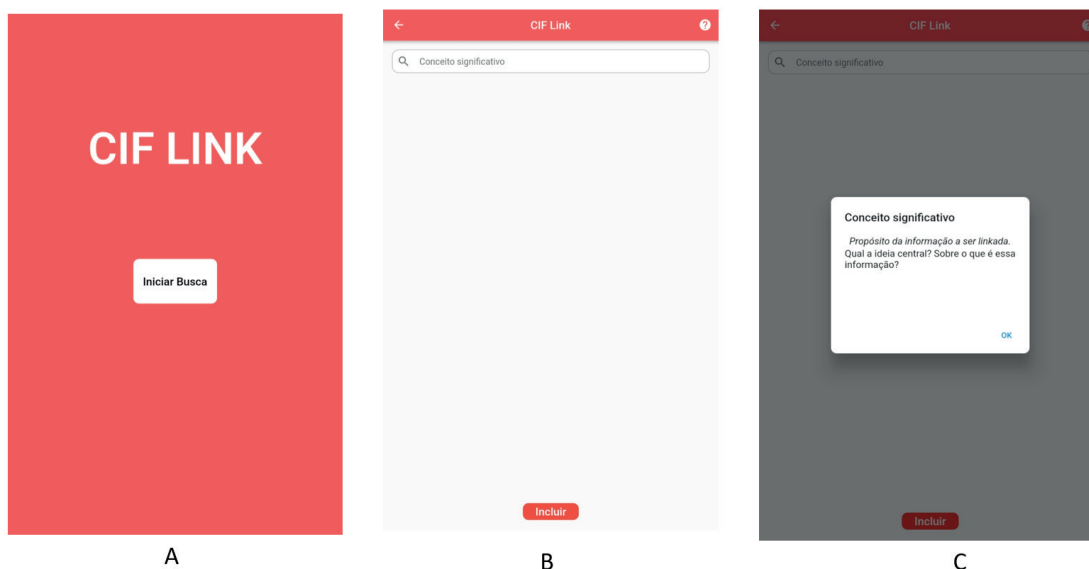 CIF LINK
Iniciar Busca
A
CIF Link
Conceito significativo
Incluir
B
CIF Link
Conceito significativo
Conceito significativo
Propósito da informação a ser linkada.
Qual a ideia central? Sobre o que é essa
informação?
OK
Incluir
C